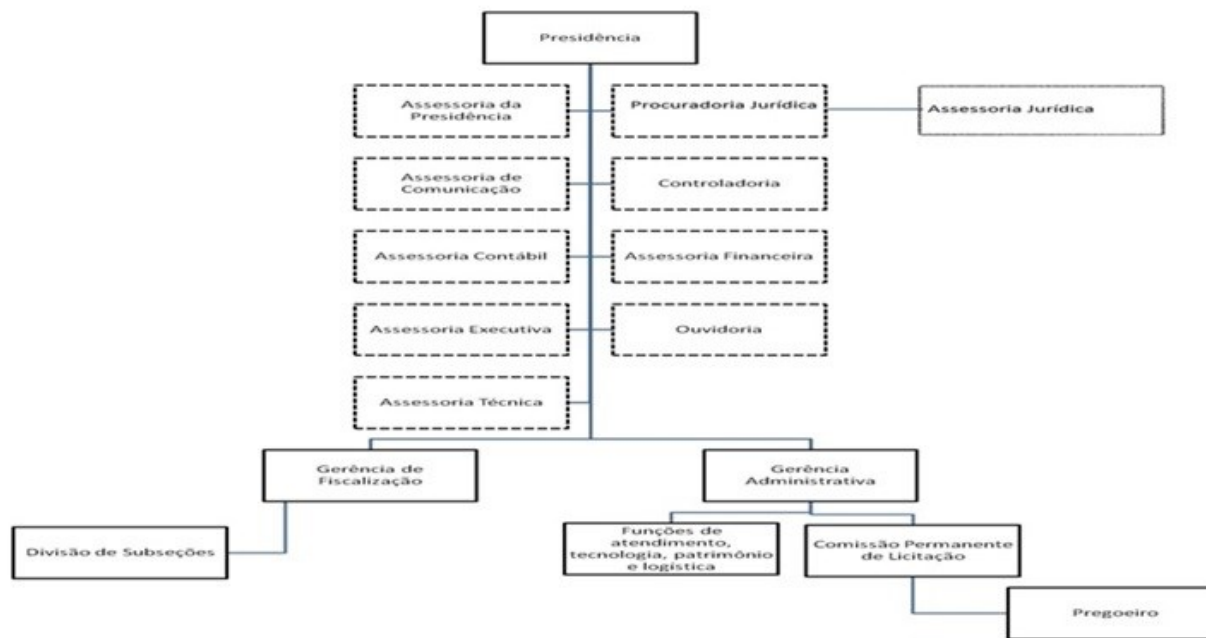 Presidência
Assessoria da
Presidência
Procuradoria Jurídica
Assessoria Jurídica
Assessoria de
Comunicação
Controladoria
Assessoria Contábil
Assessoria Financeira
Assessoria Executiva
Ouvidoria
Assessoria Técnica
Gerência de
Fiscalização
Gerência
Administrativa
Divisão de Subseções
Funções de
atendimento,
tecnologia, patrimônio
e logística
Comissão Permanente
de Licitação
Pregoeiro